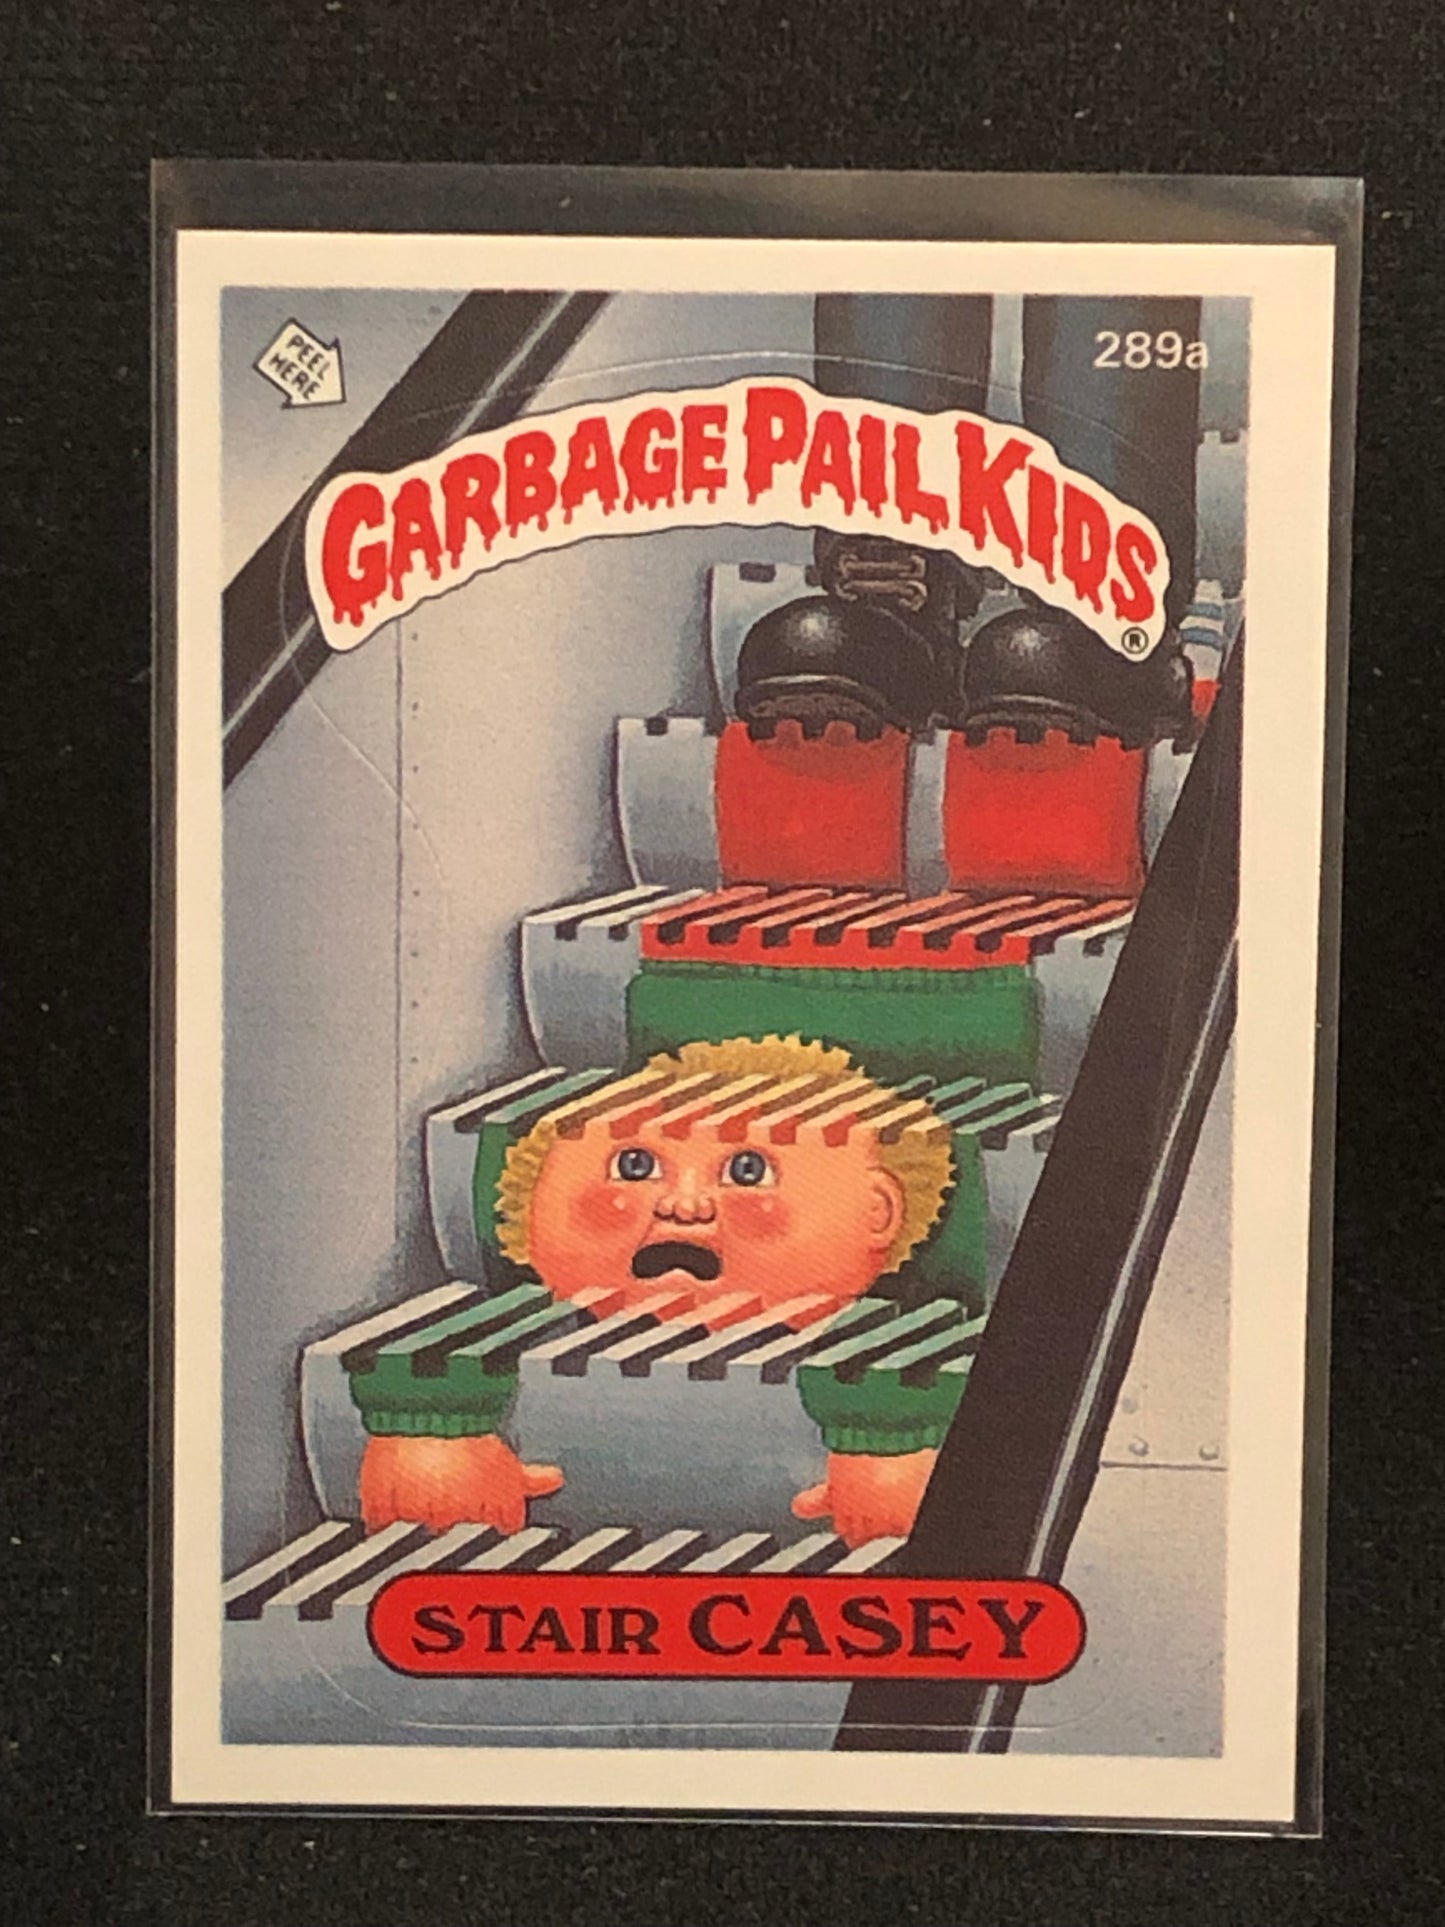 PEEL
HERE
289a
GARBAGE PAIL KIDS
®
STAIR CASEY